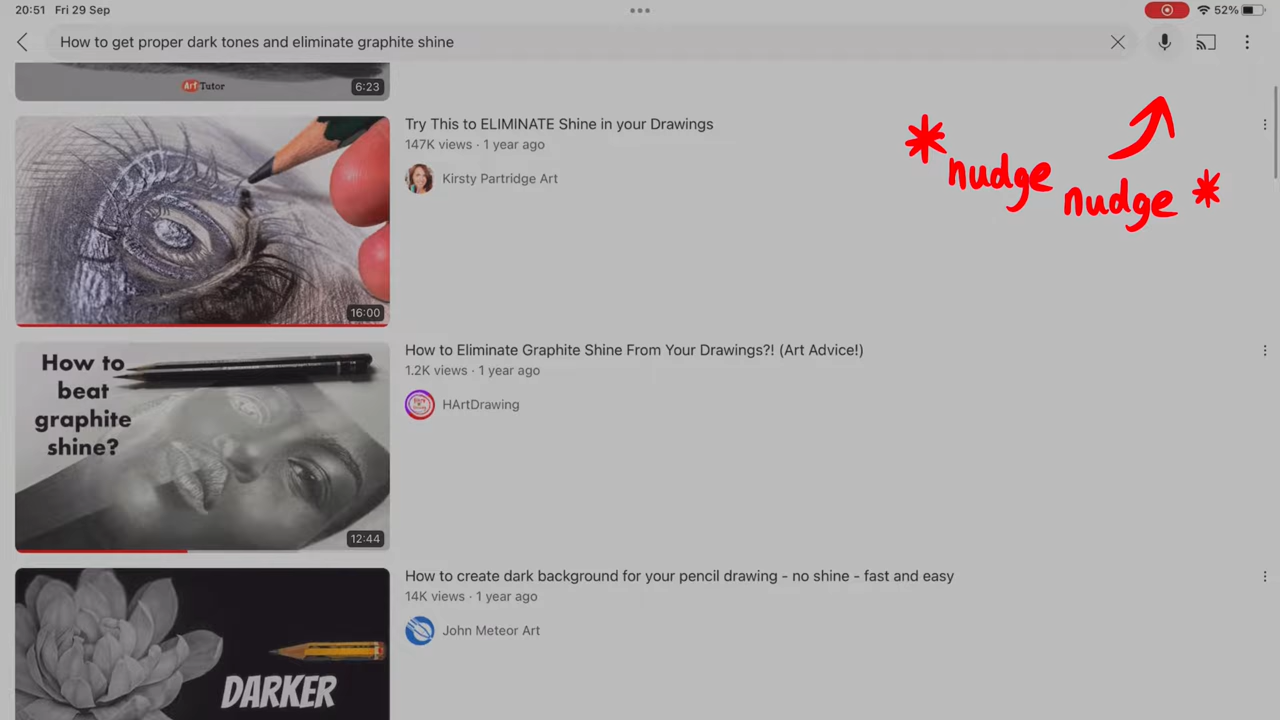 20:51 Fri 29 Sep
52%
How to get proper dark tones and eliminate graphite shine
Art Tutor
6:23
Try This to ELIMINATE Shine in your Drawings
147K views · 1 year ago
Kirsty Partridge Art
16:00
*nudge nudge*
How to
beat
graphite
shine?
12:44
How to Eliminate Graphite Shine From Your Drawings?! (Art Advice!)
1.2K views · 1 year ago
HArtDrawing
DARKER
How to create dark background for your pencil drawing - no shine - fast and easy
14K views · 1 year ago
John Meteor Art